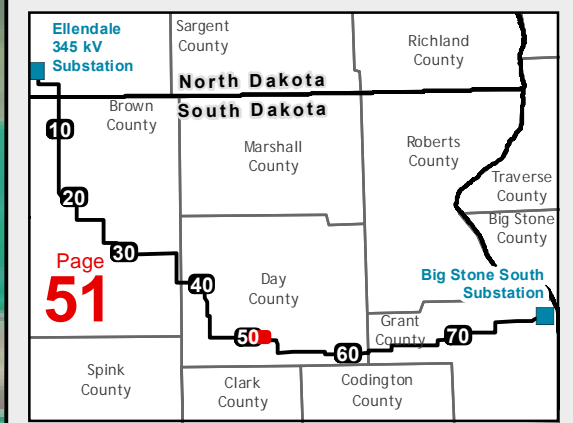 Ellendale
345 kV
Substation
Sargent
County
Richland
County
North Dakota
South Dakota
Brown
County
Marshall
County
Roberts
County
Traverse
County
Big Stone
County
10
20
30
40
50
60
70
Page
51
Day
County
Big Stone South
Substation
Grant
County
Spink
County
Clark
County
Codington
County